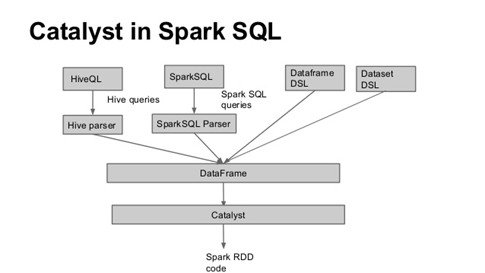 Catalyst in Spark SQL
HiveQL
SparkSQL
Dataframe
DSL
Dataset
DSL
Hive queries
Spark SQL
queries
Hive parser
SparkSQL Parser
DataFrame
Catalyst
Spark RDD
code